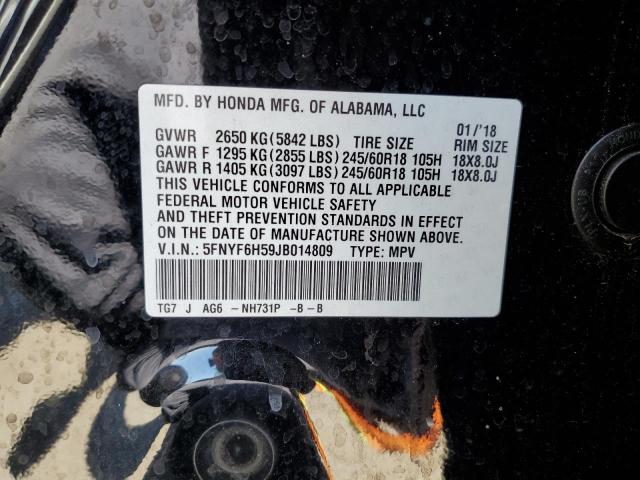 MFD. BY HONDA MFG. OF ALABAMA, LLC
01/'18
GVWR 2650 KG(5842 LBS) TIRE SIZE RIM SIZE
GAWR F 1295 KG(2855 LBS)245/60R18 105H 18X8.0J
GAWR R 1405 KG(3097 LBS)245/60R18 105H 18X8.0J
THIS VEHICLE CONFORMS TO ALL APPLICABLE
FEDERAL MOTOR VEHICLE SAFETY
AND THEFT PREVENTION STANDARDS IN EFFECT
ON THE DATE OF MANUFACTURE SHOWN ABOVE.
V.I.N.: 5FNYF6H59JB014809 TYPE: MPV
TG7 J AG6 -NH731P -B-B